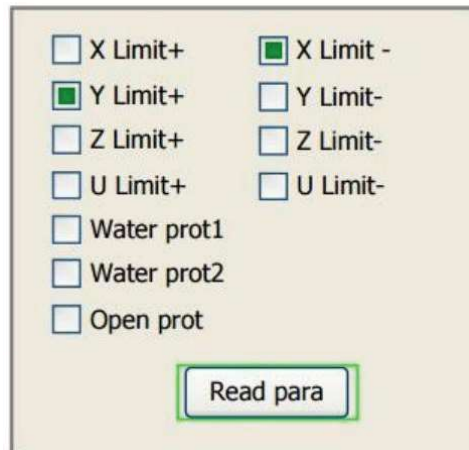 X Limit+ X Limit -
Y Limit+ Y Limit-
Z Limit+ Z Limit-
U Limit+ U Limit-
Water prot1
Water prot2
Open prot
Read para